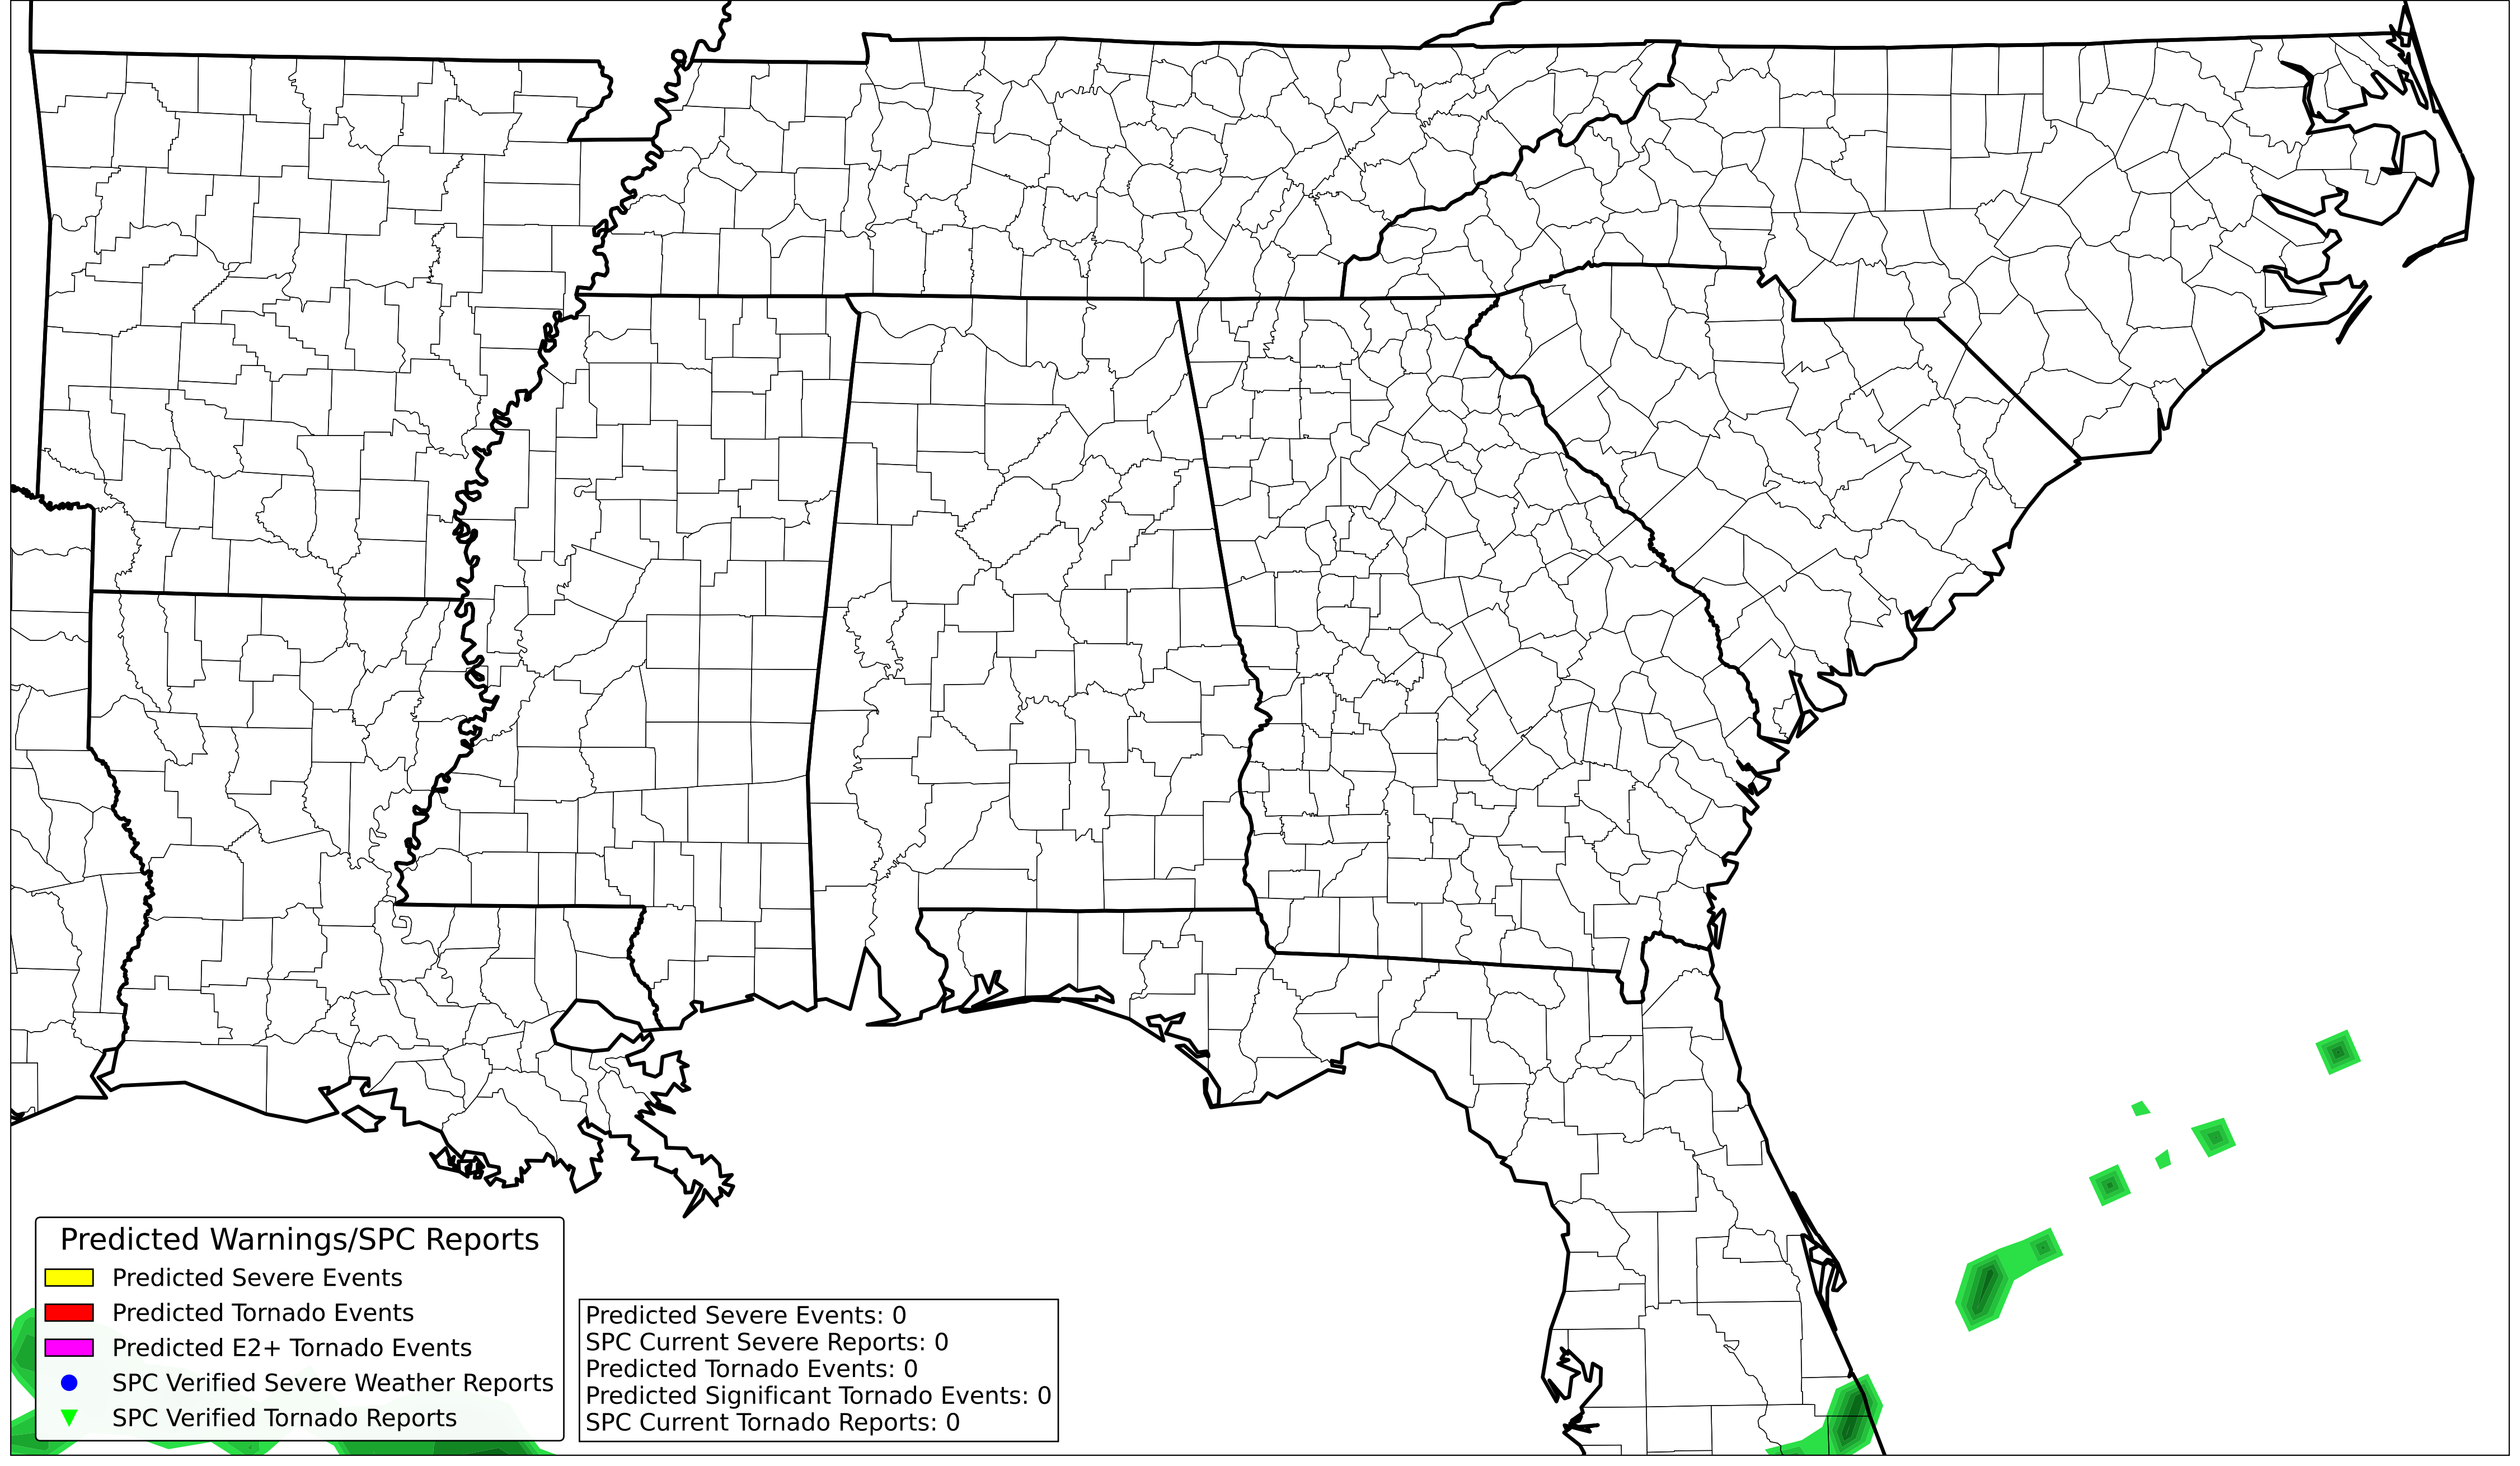 Predicted Warnings/SPC Reports
Predicted Severe Events
Predicted Tornado Events
Predicted E2+ Tornado Events
SPC Verified Severe Weather Reports
SPC Verified Tornado Reports
Predicted Severe Events: 0
SPC Current Severe Reports: 0
Predicted Tornado Events: 0
Predicted Significant Tornado Events: 0
SPC Current Tornado Reports: 0